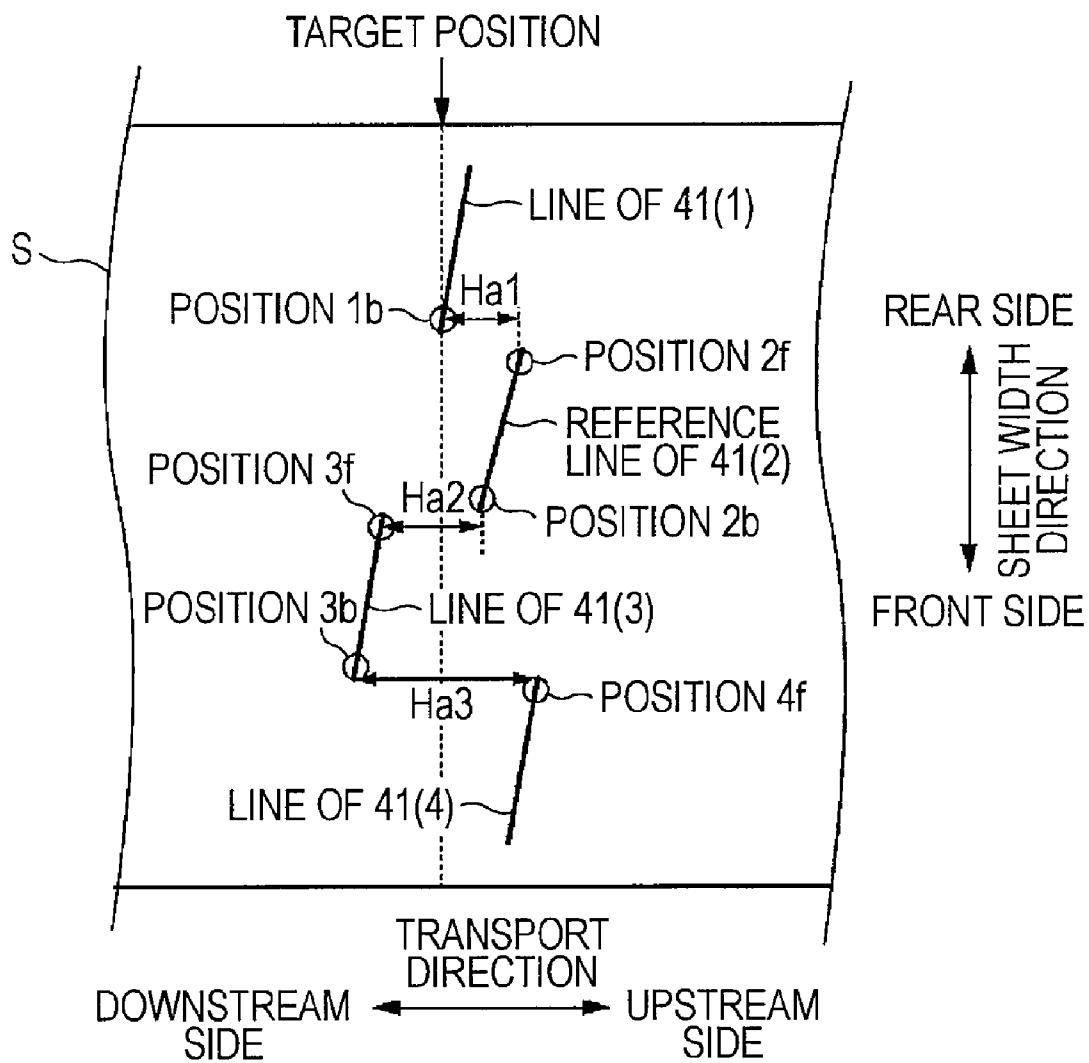 TARGET POSITION
LINE OF 41(1)
S
Ha1
POSITION 1b
REAR SIDE
POSITION 2f
SHEET WIDTH
DIRECTION
REFERENCE
LINE OF 41(2)
POSITION 3f
Ha2
POSITION 2b
FRONT SIDE
POSITION 3b
LINE OF 41(3)
Ha3
POSITION 4f
LINE OF 41(4)
TRANSPORT
DIRECTION
DOWNSTREAM
SIDE
UPSTREAM
SIDE